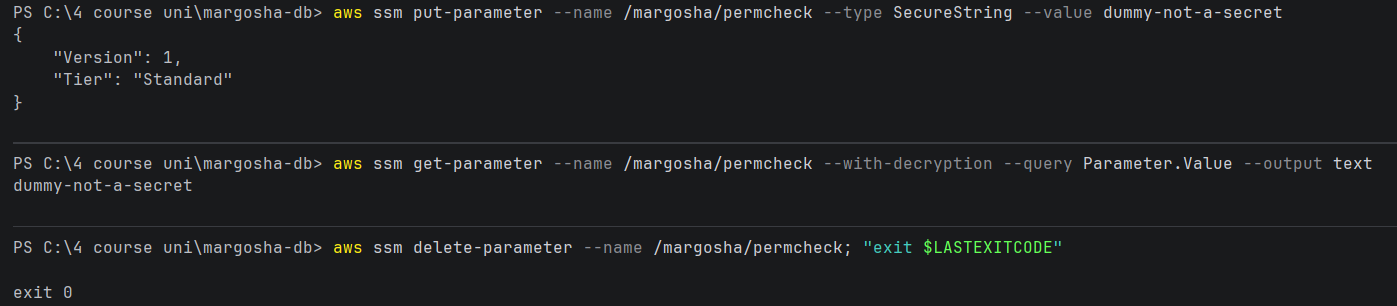 PS C:\4 course uni\margosha-db> aws ssm put-parameter --name /margosha/permcheck --type SecureString --value dummy-not-a-secret
{
    "Version": 1,
    "Tier": "Standard"
}
PS C:\4 course uni\margosha-db> aws ssm get-parameter --name /margosha/permcheck --with-decryption --query Parameter.Value --output text
dummy-not-a-secret
PS C:\4 course uni\margosha-db> aws ssm delete-parameter --name /margosha/permcheck; "exit $LASTEXITCODE"
exit 0